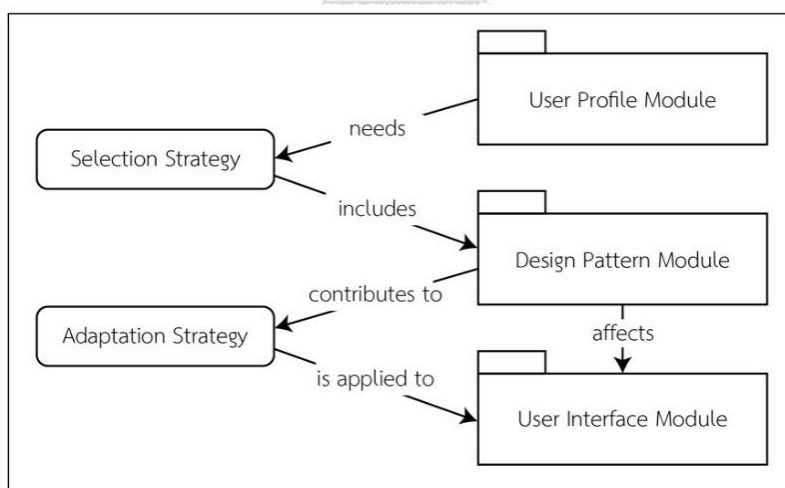 User Profile Module
needs
Selection Strategy
includes
Design Pattern Module
contributes to
Adaptation Strategy
affects
is applied to
User Interface Module